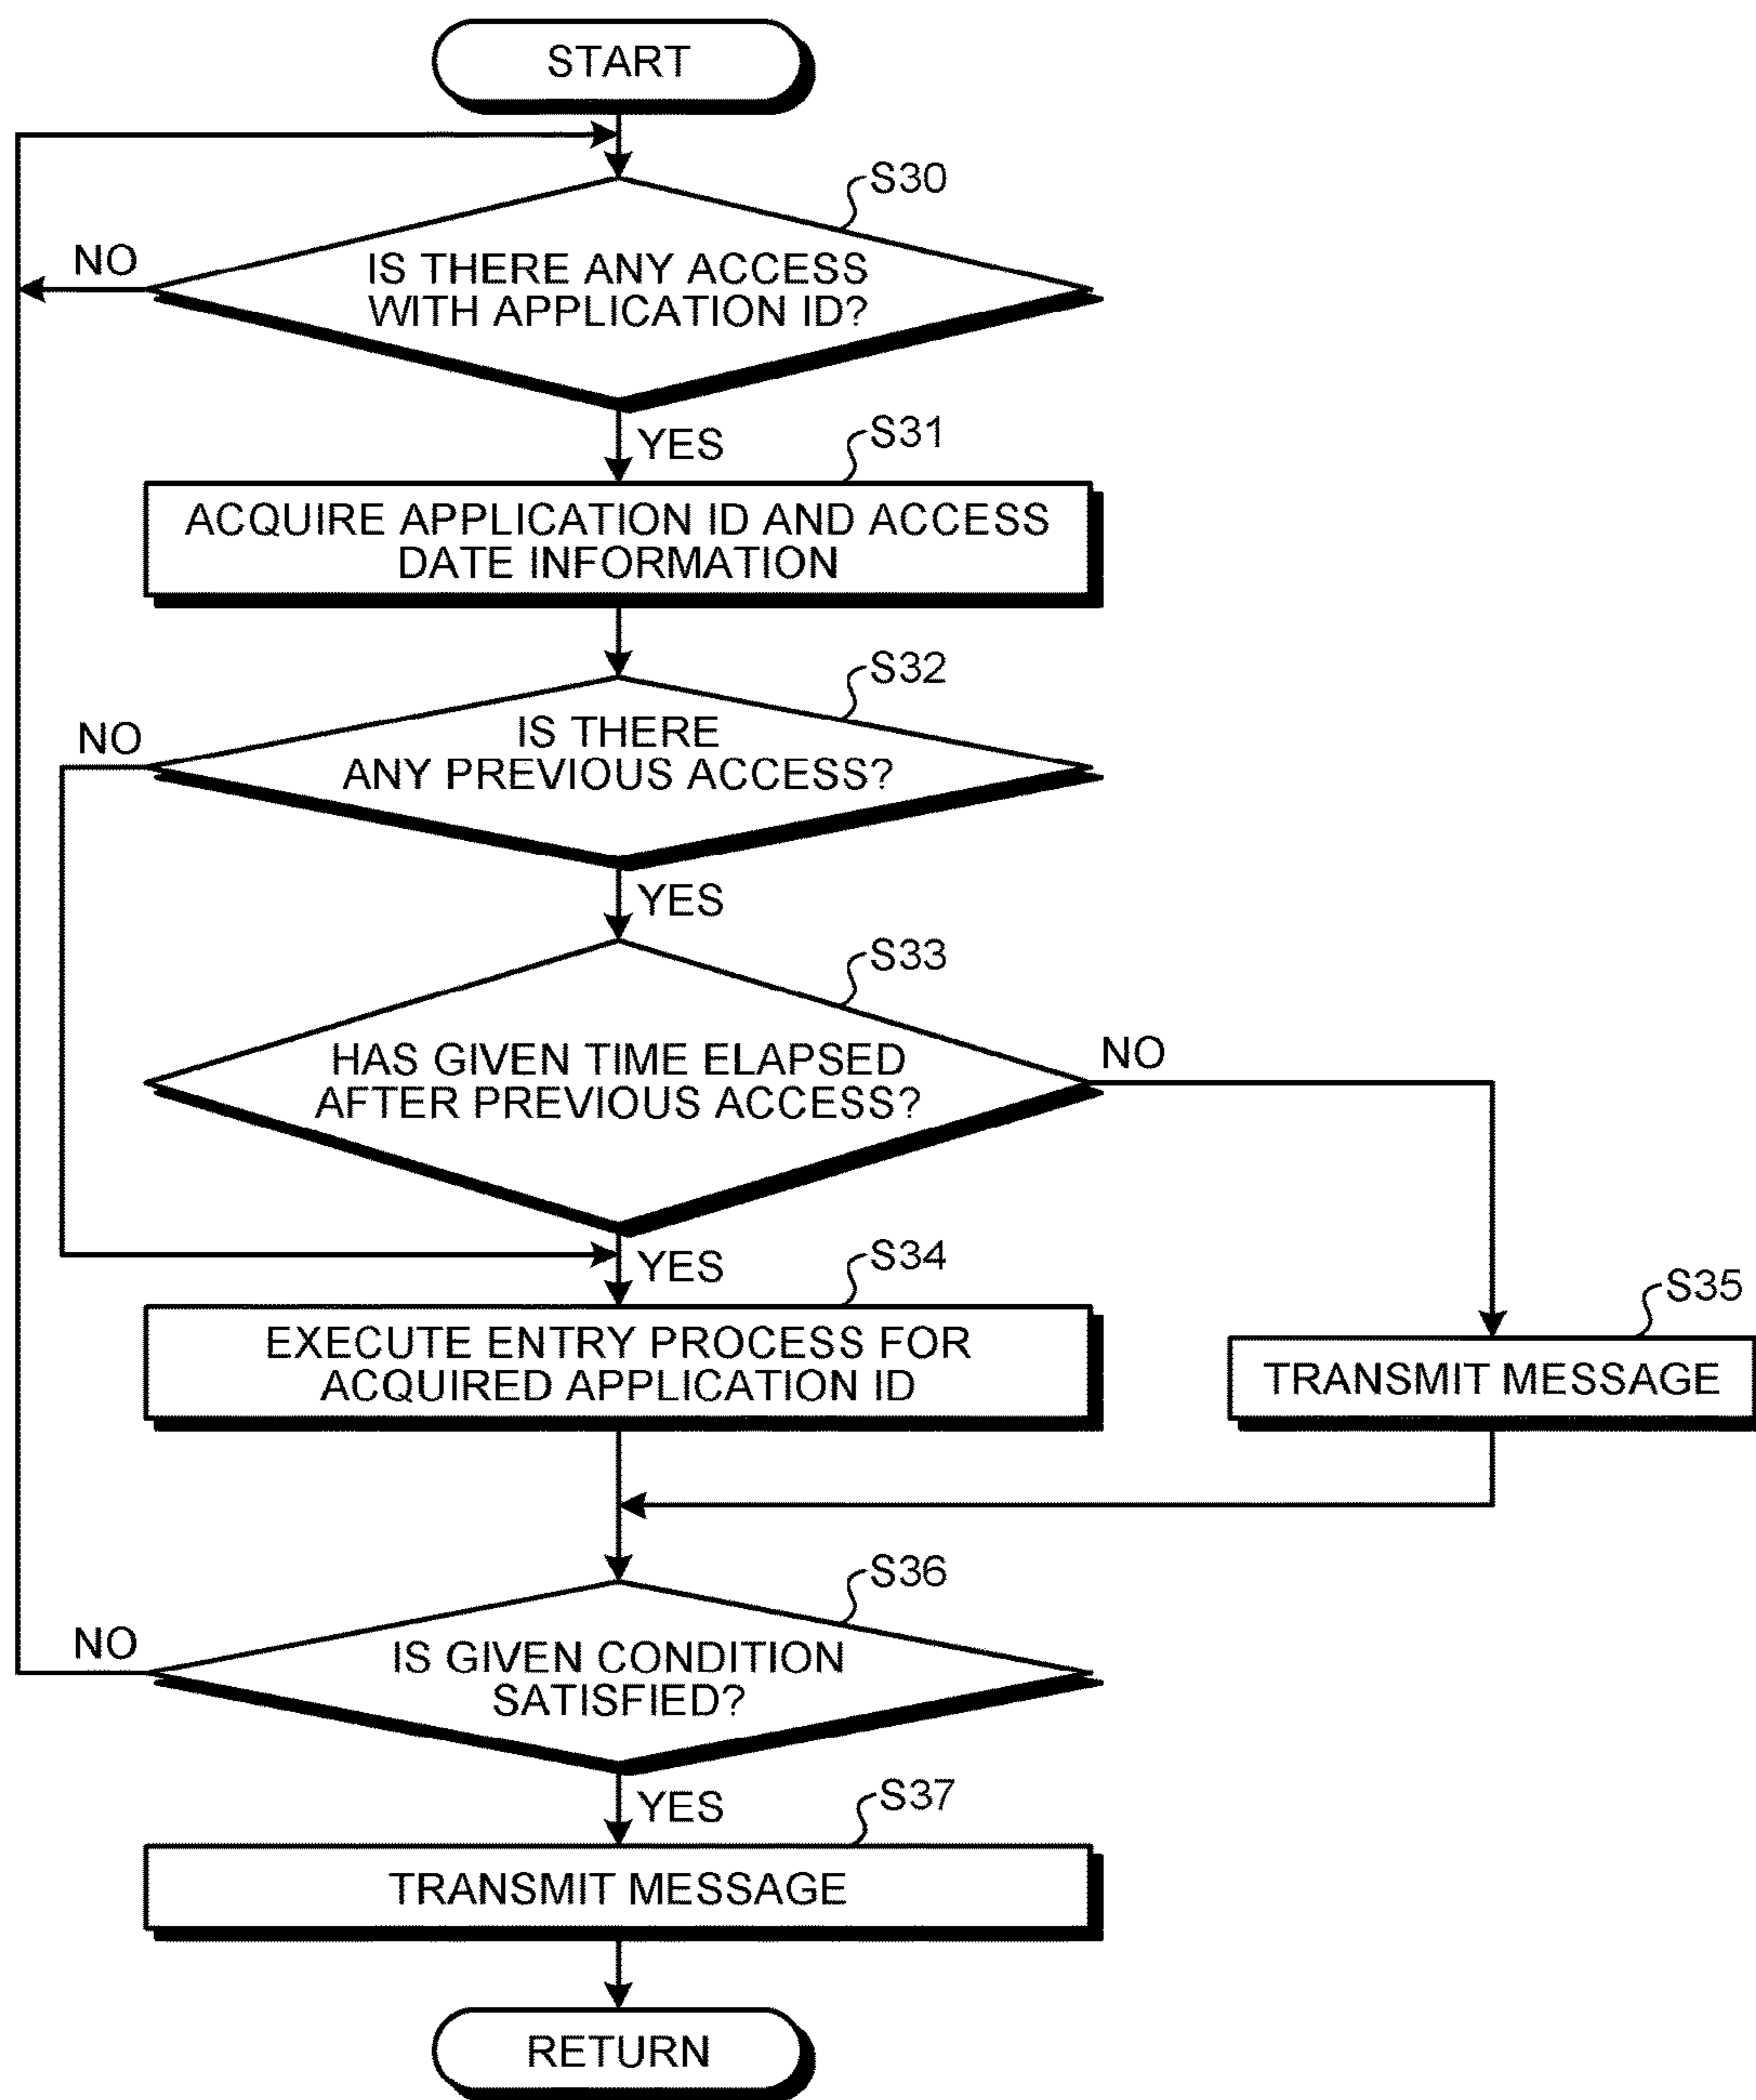 START
S30
NO
IS THERE ANY ACCESS
WITH APPLICATION ID?
YES
S31
ACQUIRE APPLICATION ID AND ACCESS
DATE INFORMATION
S32
NO
IS THERE
ANY PREVIOUS ACCESS?
YES
S33
HAS GIVEN TIME ELAPSED
AFTER PREVIOUS ACCESS?
NO
YES
S34
EXECUTE ENTRY PROCESS FOR
ACQUIRED APPLICATION ID
S35
TRANSMIT MESSAGE
S36
NO
IS GIVEN CONDITION
SATISFIED?
YES
S37
TRANSMIT MESSAGE
RETURN